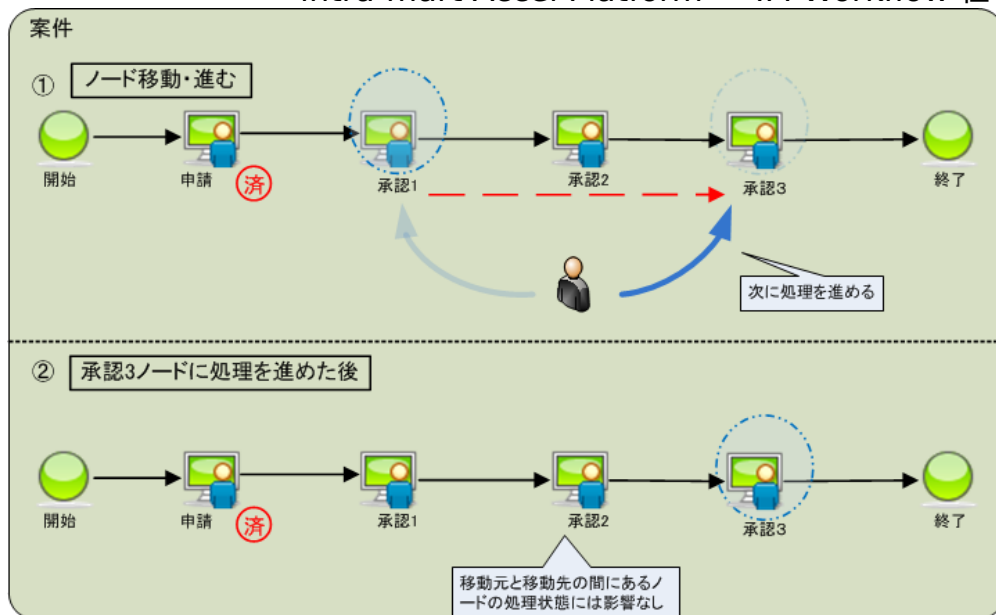 案件
① ノード移動・進む
開始
申請
済
承認1
承認2
承認3
終了
次に処理を進める
② 承認3ノードに処理を進めた後
開始
申請
済
承認1
承認2
承認3
終了
移動元と移動先の間にあるノ
ードの処理状態には影響なし